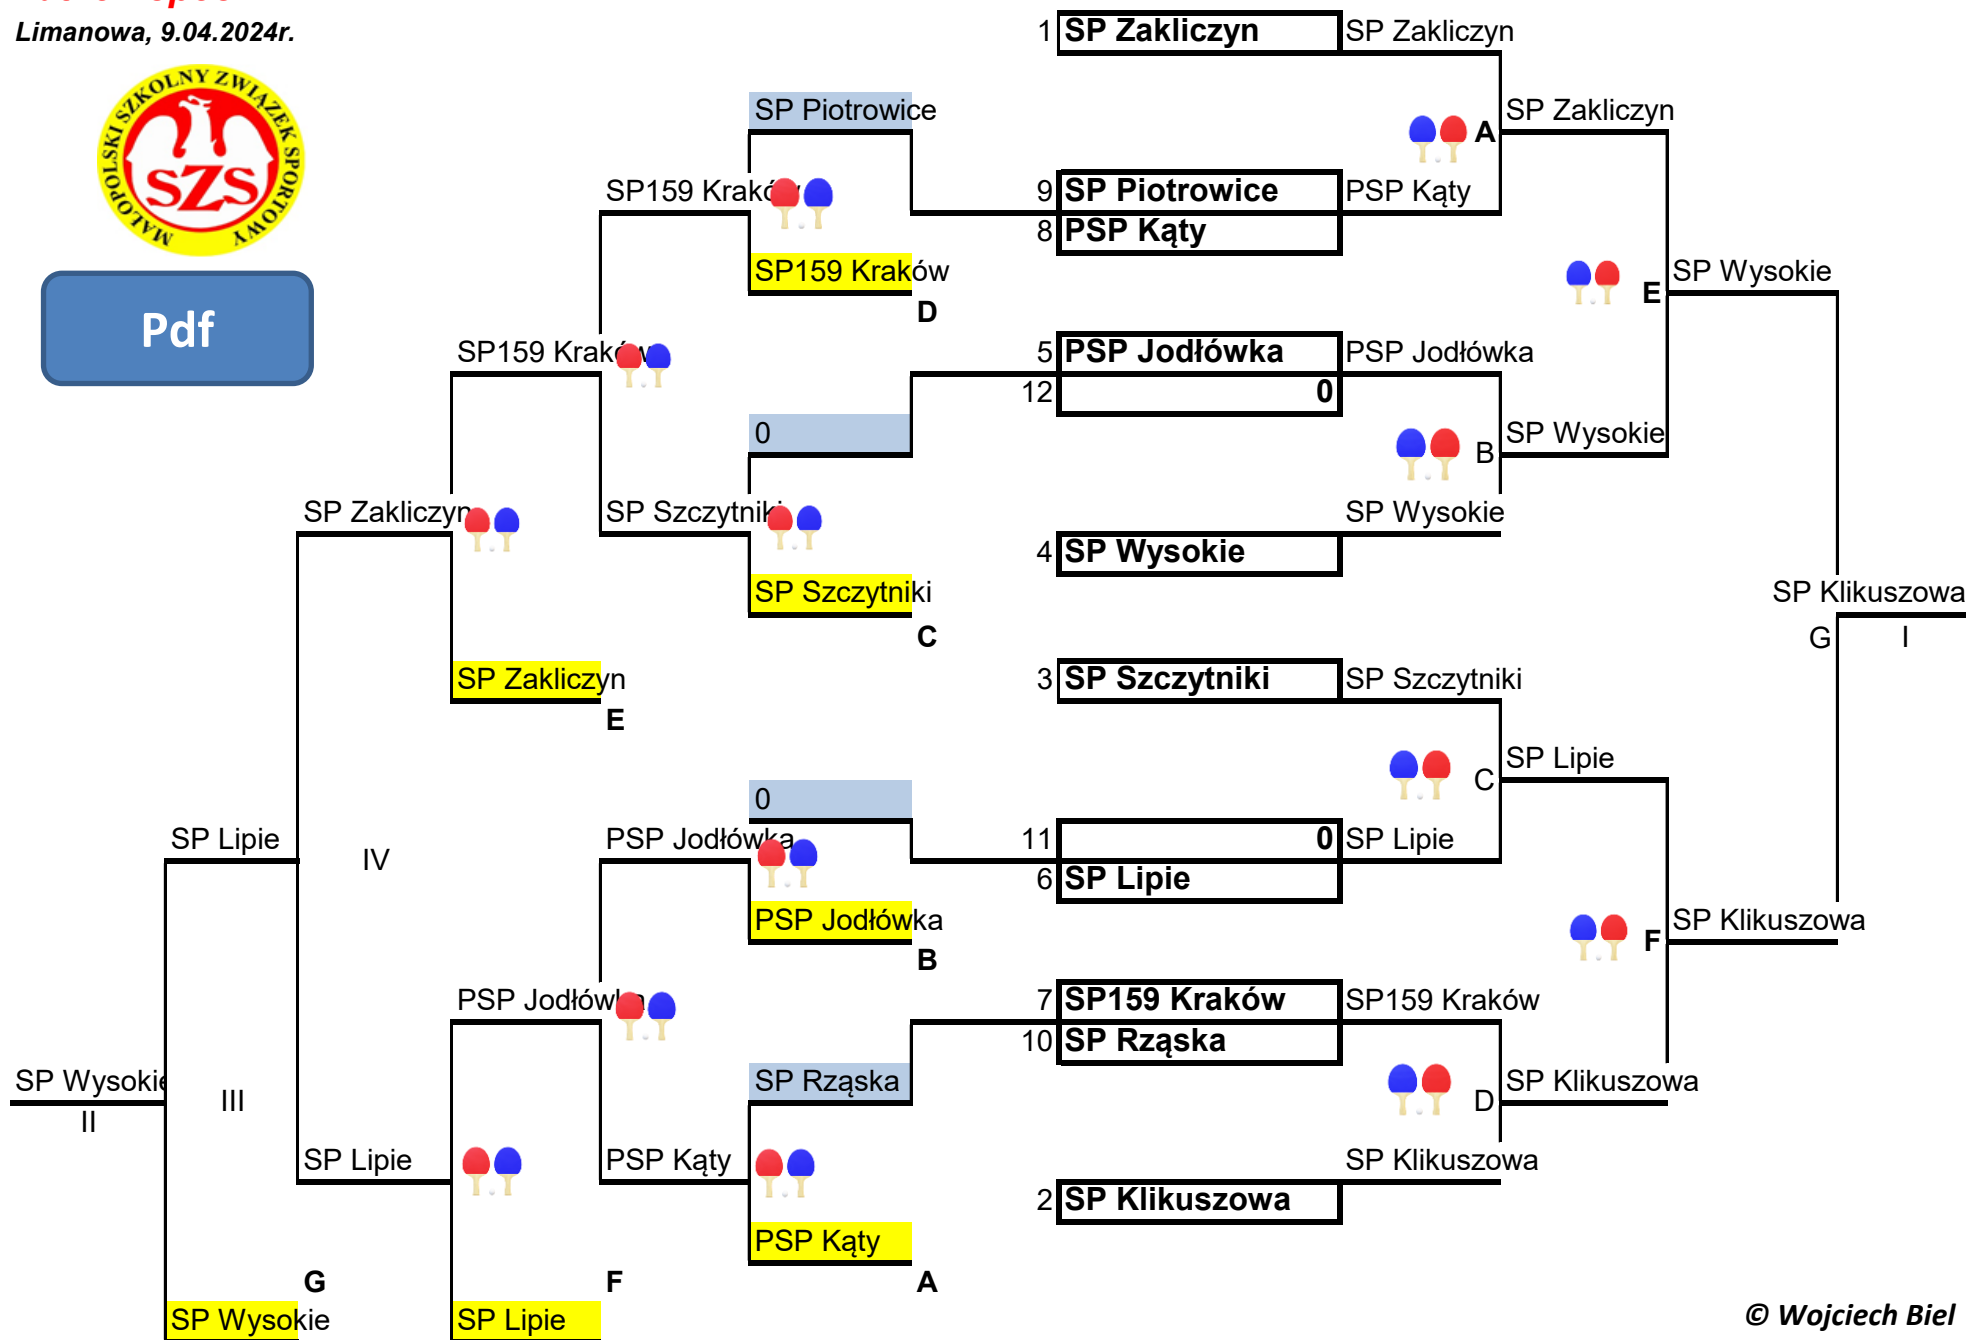 Limanowa, 9.04.2024r.
MAŁOPOLSKI SZKOLNY ZWIĄZEK SPORTOWY
SZS
Pdf
1 SP Zakliczyn SP Zakliczyn
SP Piotrowice
A SP Zakliczyn
SP159 Kraków
9 SP Piotrowice PSP Kąty
8 PSP Kąty
SP159 Kraków
D
E SP Wysokie
SP159 Kraków
5 PSP Jodłówka PSP Jodłówka
12 0
0
B SP Wysokie
SP Zakliczyn
SP Szczytniki
SP Wysokie
4 SP Wysokie
SP Szczytniki
C
SP Klikuszowa
G I
SP Zakliczyn
E
3 SP Szczytniki SP Szczytniki
C SP Lipie
0
SP Lipie
IV
PSP Jodłówka
11 0 SP Lipie
6 SP Lipie
PSP Jodłówka
B
F SP Klikuszowa
PSP Jodłówka
7 SP159 Kraków SP159 Kraków
10 SP Rząska
SP Wysokie
II
III
SP Rząska
D SP Klikuszowa
SP Lipie
PSP Kąty
SP Klikuszowa
2 SP Klikuszowa
PSP Kąty
G
F
A
SP Wysokie
SP Lipie
© Wojciech Biel